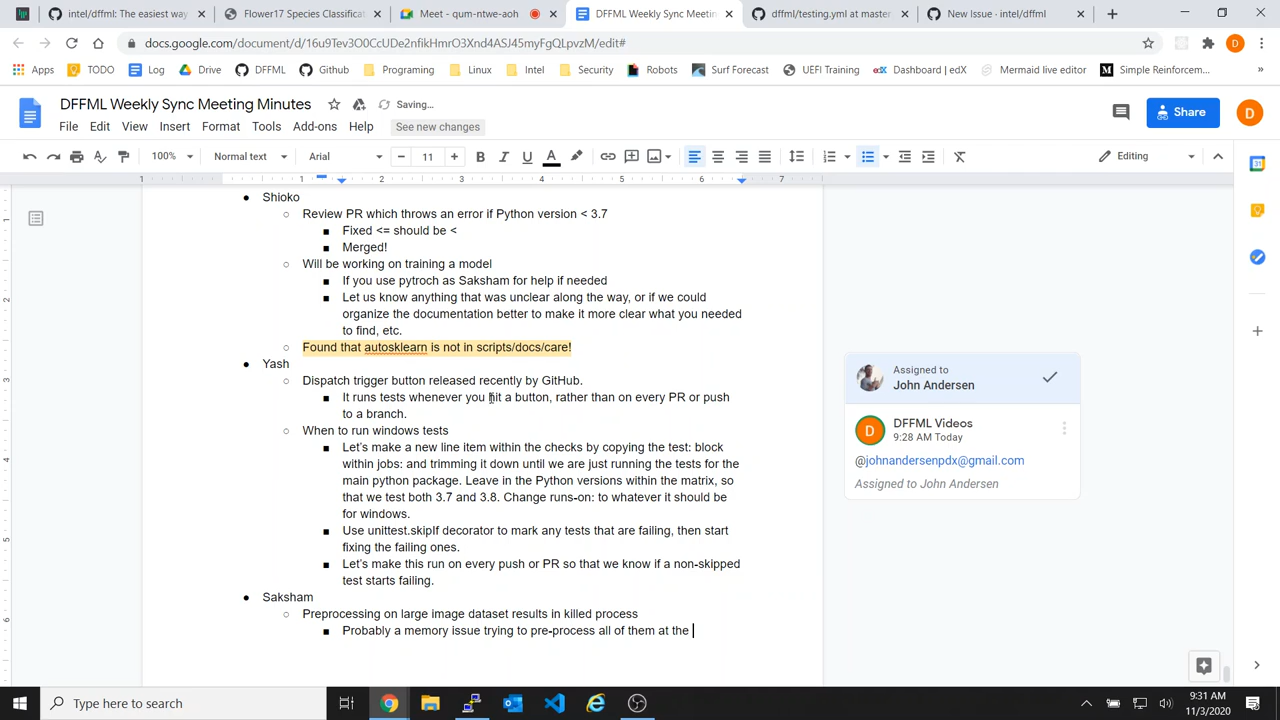 intel/dffml: The easiest way
Flower17 Species Classificat
Meet - qum-ntwe-aoh
DFFML Weekly Sync Meetin
dffml/testing.yml at master
New Issue · intel/dffml
docs.google.com/document/d/16u9Tev3O0CcUDe2nfikHmrO3Xnd4ASJ45myFgQLpvzM/edit#
Apps
TODO
Log
Drive
DFFML
Github
Programing
Linux
Intel
Security
Robots
Surf Forecast
UEFI Training
Dashboard | edX
Mermaid live editor
Simple Reinforcem...
DFFML Weekly Sync Meeting Minutes
Saving...
File Edit View Insert Format Tools Add-ons Help
See new changes
Share
D
100%
Normal text
Arial
11
Editing
1 1 2 3 4 5 6 7
Shioko
Review PR which throws an error if Python version < 3.7
Fixed <= should be <
Merged!
Will be working on training a model
If you use pytroch as Saksham for help if needed
Let us know anything that was unclear along the way, or if we could
organize the documentation better to make it more clear what you needed
to find, etc.
Found that autosklearn is not in scripts/docs/care!
Yash
Dispatch trigger button released recently by GitHub.
It runs tests whenever you hit a button, rather than on every PR or push
to a branch.
When to run windows tests
Let's make a new line item within the checks by copying the test: block
within jobs: and trimming it down until we are just running the tests for the
main python package. Leave in the Python versions within the matrix, so
that we test both 3.7 and 3.8. Change runs-on: to whatever it should be
for windows.
Use unittest.skipIf decorator to mark any tests that are failing, then start
fixing the failing ones.
Let's make this run on every push or PR so that we know if a non-skipped
test starts failing.
Saksham
Preprocessing on large image dataset results in killed process
Probably a memory issue trying to pre-process all of them at the
Assigned to
John Andersen
D
DFFML Videos
9:28 AM Today
@johnandersenpdx@gmail.com
Assigned to John Andersen
Type here to search
9:31 AM
11/3/2020